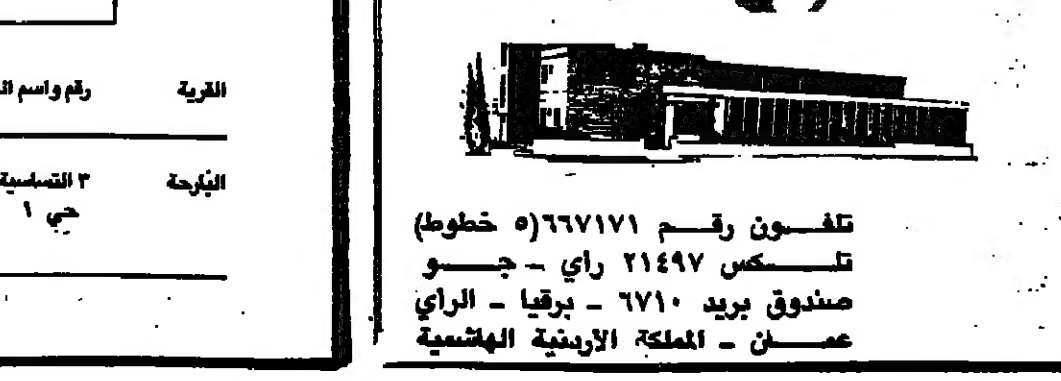 القرية رقم واسم
البارحة ٣ التساسية
حي ١
تلفون رقم ٦٦٧١٧١(٥ خطوط)
تلكس ٢١٤٩٧ راي - جو
صندوق بريد ٦٧١٠ - برقيا - الراي
عمان - المملكة الاردنية الهاشمية